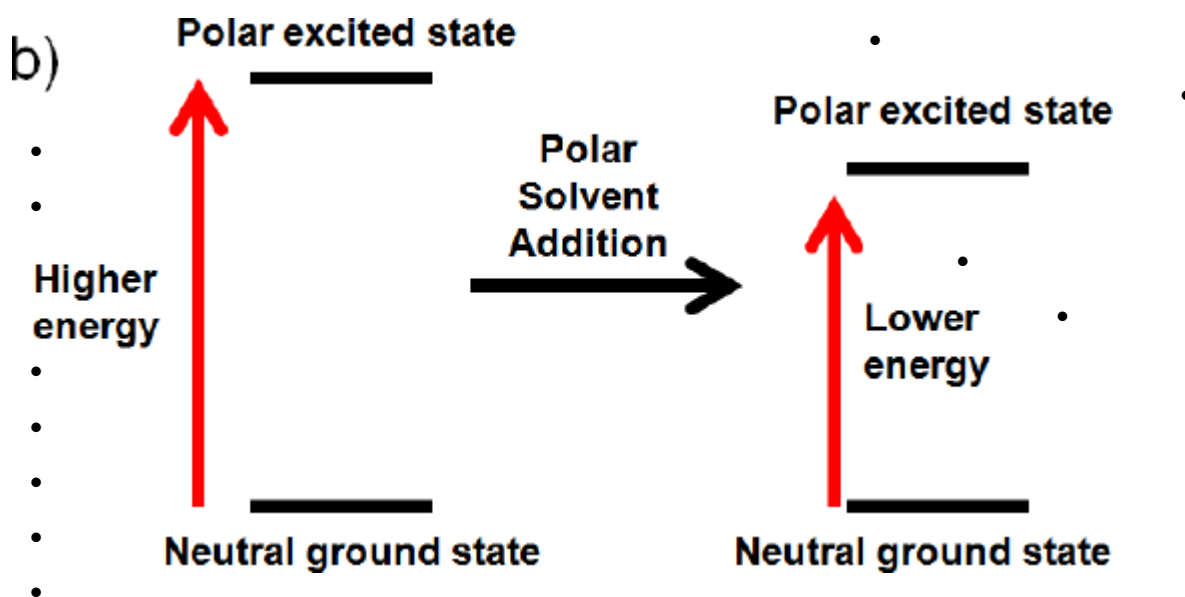 b)
Polar excited state
Higher
energy
Neutral ground state
Polar
Solvent
Addition
Polar excited state
Lower
energy
Neutral ground state